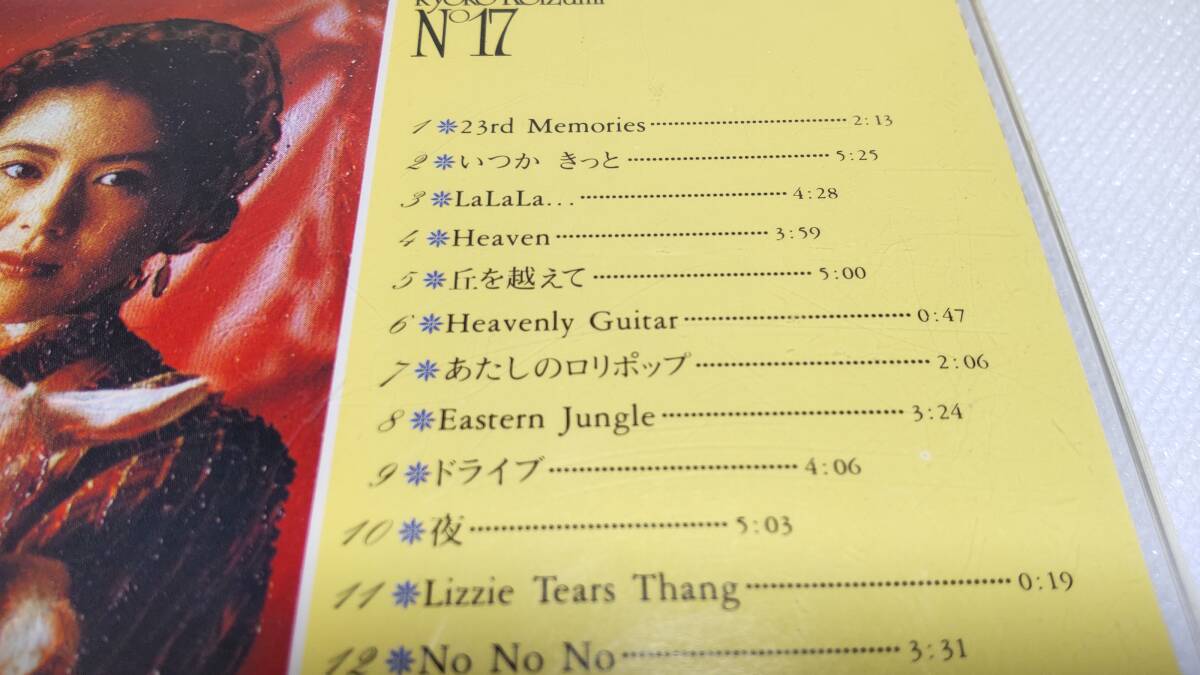 Kyoko Koizumi
Nº17
1 ✻23rd Memories 2:13
2 ✻いつか きっと 5:25
3 ✻LaLaLa... 4:28
4 ✻Heaven 3:59
5 ✻丘を越えて 5:00
6 ✻Heavenly Guitar 0:47
7 ✻あたしのロリポップ 2:06
8 ✻Eastern Jungle 3:24
9 ✻ドライブ 4:06
10 ✻夜 5:03
11 ✻Lizzie Tears Thang 0:19
12 ✻No No No 3:31